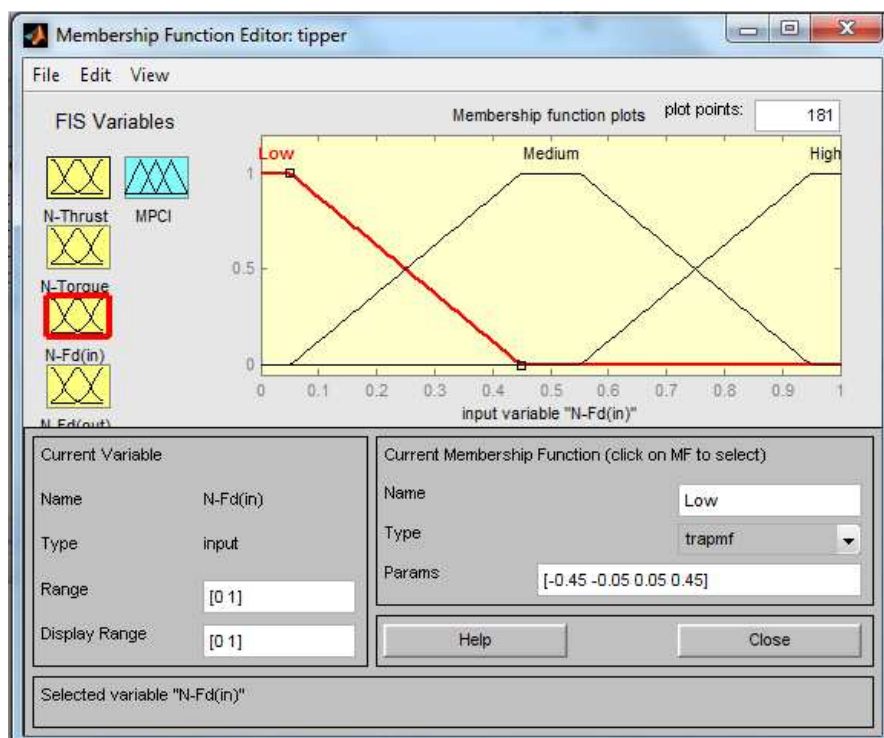 Membership Function Editor: tipper
File Edit View
FIS Variables
Membership function plots plot points: 181
N-Thrust MPCI
N-Torque
N-Fd(in)
N-Fd(out)
Low Medium High
1
0.5
0
0 0.1 0.2 0.3 0.4 0.5 0.6 0.7 0.8 0.9 1
input variable "N-Fd(in)"
Current Variable
Name N-Fd(in)
Type input
Range [0 1]
Display Range [0 1]
Current Membership Function (click on MF to select)
Name Low
Type trapmf
Params [-0.45 -0.05 0.05 0.45]
Help Close
Selected variable "N-Fd(in)"